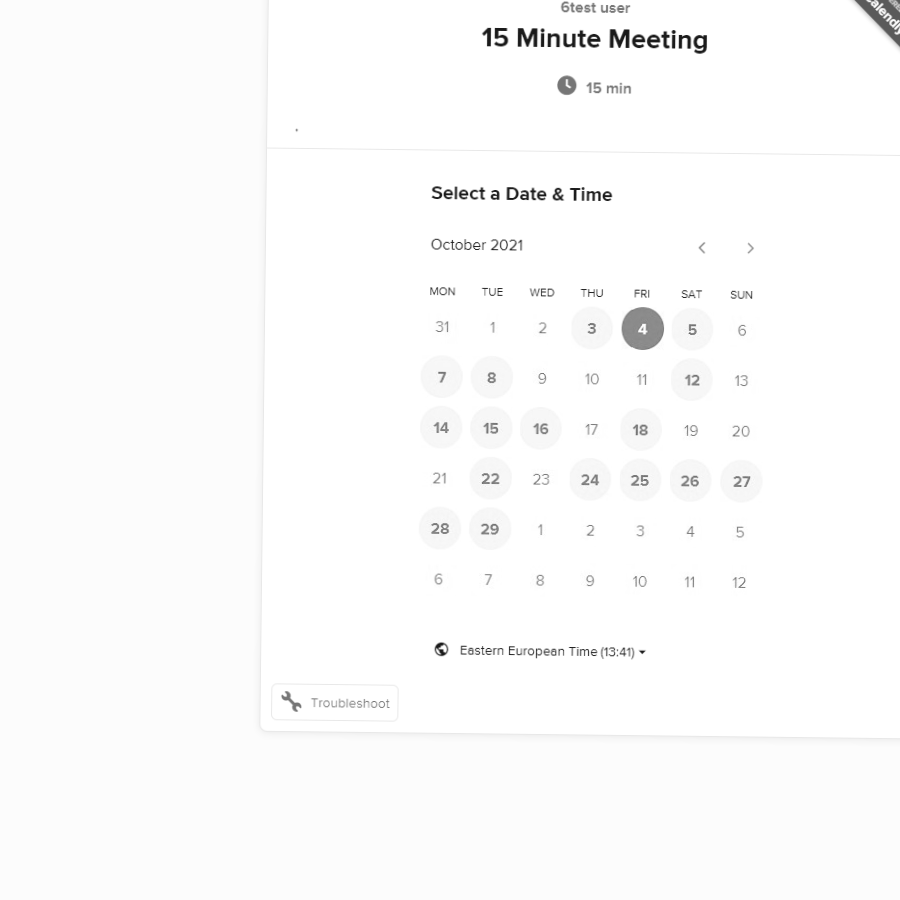 6test user
15 Minute Meeting
15 min
.
Select a Date & Time
October 2021
MON TUE WED THU FRI SAT SUN
31 1 2 3 4 5 6
7 8 9 10 11 12 13
14 15 16 17 18 19 20
21 22 23 24 25 26 27
28 29 1 2 3 4 5
6 7 8 9 10 11 12
Eastern European Time (13:41)
Troubleshoot